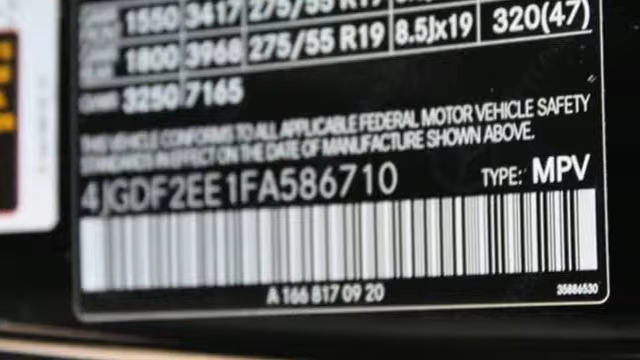 1550 3417 275/55 R19
1800 3968 275/55 R19 8.5Jx19 320(47)
GVWR 3250 7165
THIS VEHICLE CONFORMS TO ALL APPLICABLE FEDERAL MOTOR VEHICLE SAFETY
STANDARDS IN EFFECT ON THE DATE OF MANUFACTURE SHOWN ABOVE.
4JGDF2EE1FA586710 TYPE: MPV
A 166 817 09 20
35886530